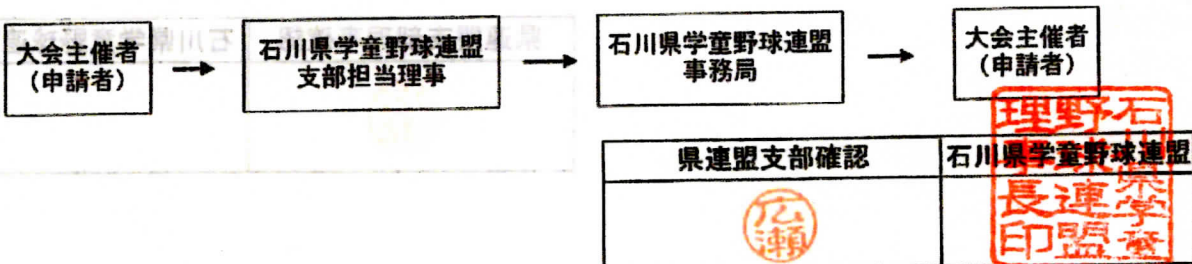 大会主催者
(申請者)
→
石川県学童野球連盟
支部担当理事
→
石川県学童野球連盟
事務局
→
大会主催者
(申請者)
県連盟支部確認
石川県学童野球連盟
広瀬
石川県学童
野球連盟
理事長印